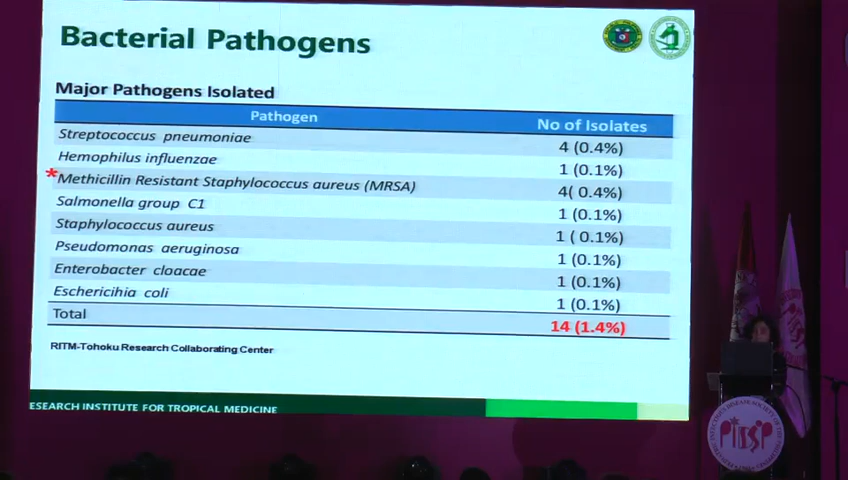 Bacterial Pathogens
Major Pathogens Isolated
Pathogen No of Isolates
Streptococcus pneumoniae 4 (0.4%)
Hemophilus influenzae 1 (0.1%)
*Methicillin Resistant Staphylococcus aureus (MRSA) 4( 0.4%)
Salmonella group C1 1 (0.1%)
Staphylococcus aureus 1 ( 0.1%)
Pseudomonas aeruginosa 1 (0.1%)
Enterobacter cloacae 1 (0.1%)
Eschericihia coli 1 (0.1%)
Total 14 (1.4%)
RITM-Tohoku Research Collaborating Center
ESEARCH INSTITUTE FOR TROPICAL MEDICINE